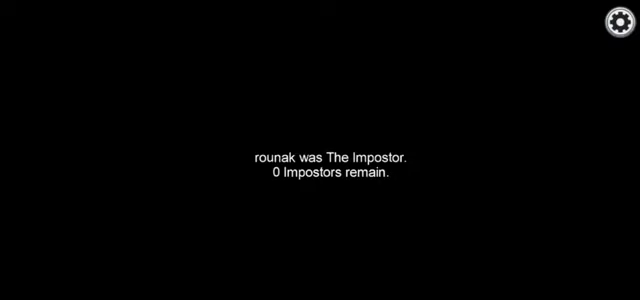 rounak was The Impostor.
0 Impostors remain.